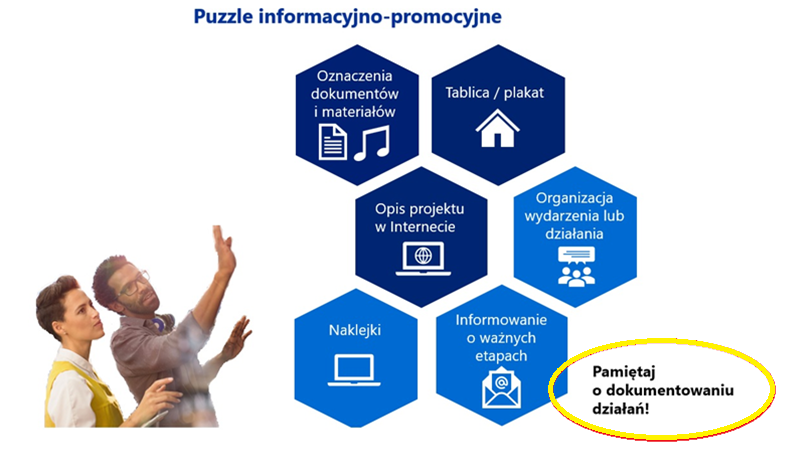 Puzzle informacyjno-promocyjne
Oznaczenia
dokumentów
i materiałów
Tablica / plakat
Opis projektu
w Internecie
Organizacja
wydarzenia lub
działania
Naklejki
Informowanie
o ważnych
etapach
@
Pamiętaj
o dokumentowaniu
działań!